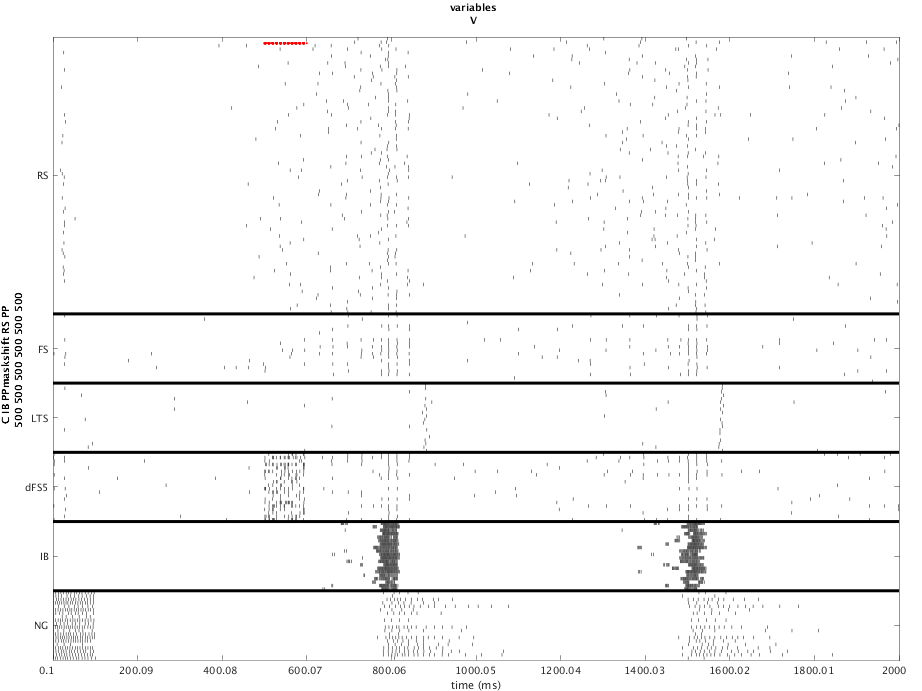 variables
V
C IB PPmaskshift RS PP
500 500 500 500 500 500 500
RS
FS
LTS
dFS5
IB
NG
0.1 200.09 400.08 600.07 800.06 1000.05 1200.04 1400.03 1600.02 1800.01 2000
time (ms)